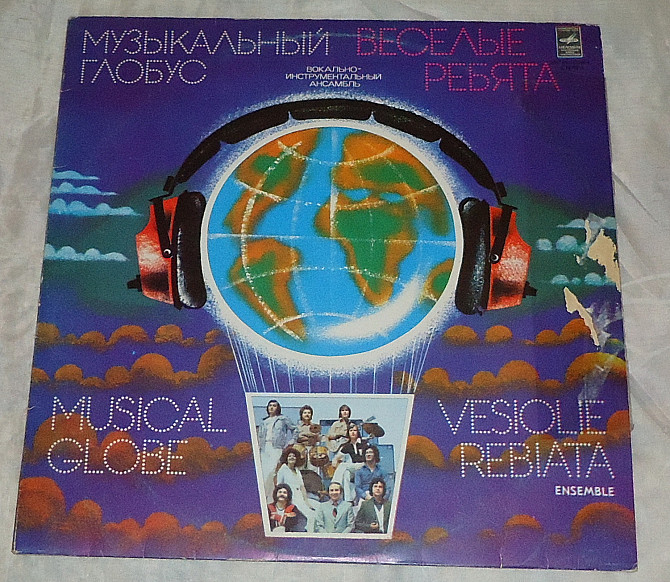 МУЗЫКАЛЬНЫЙ
ГЛОБУС
ВЕСЕЛЫЕ
РЕБЯТА
ВОКАЛЬНО-
ИНСТРУМЕНТАЛЬНЫЙ
АНСАМБЛЬ
MUSICAL
GLOBE
VESIOLIE
REBIATA
ENSEMBLE